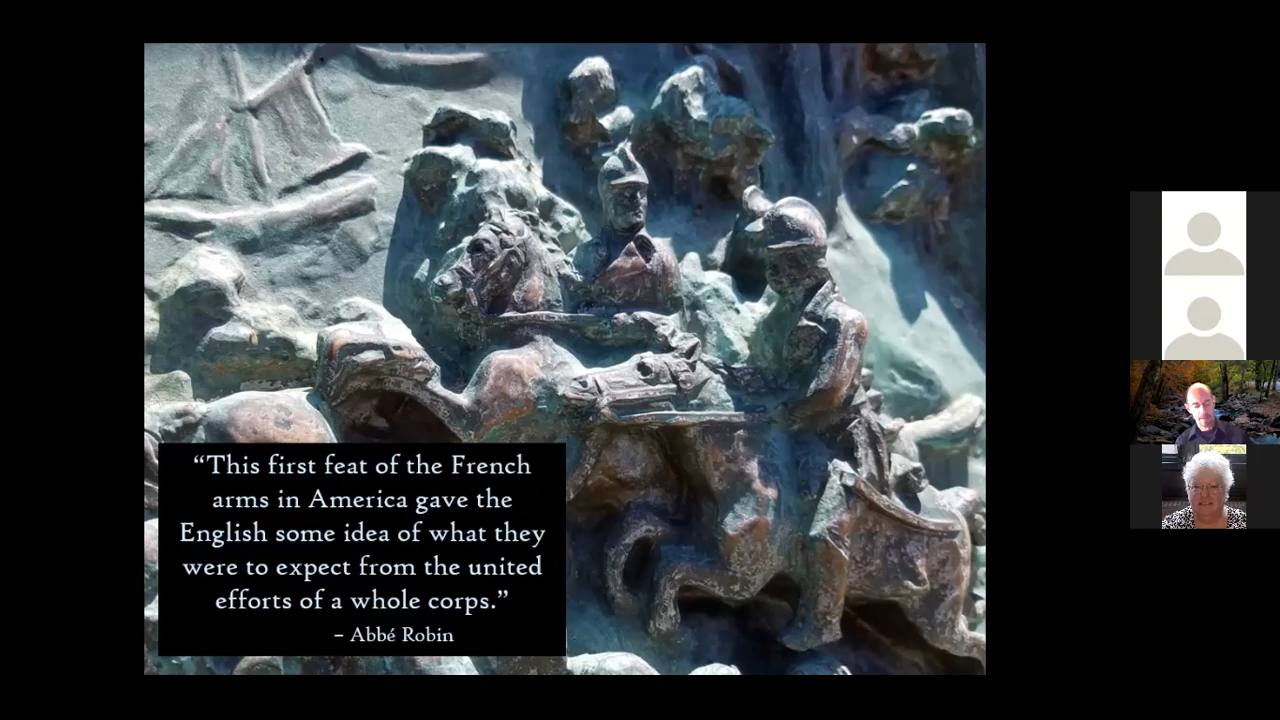 “This first feat of the French
arms in America gave the
English some idea of what they
were to expect from the united
efforts of a whole corps.”
– Abbé Robin